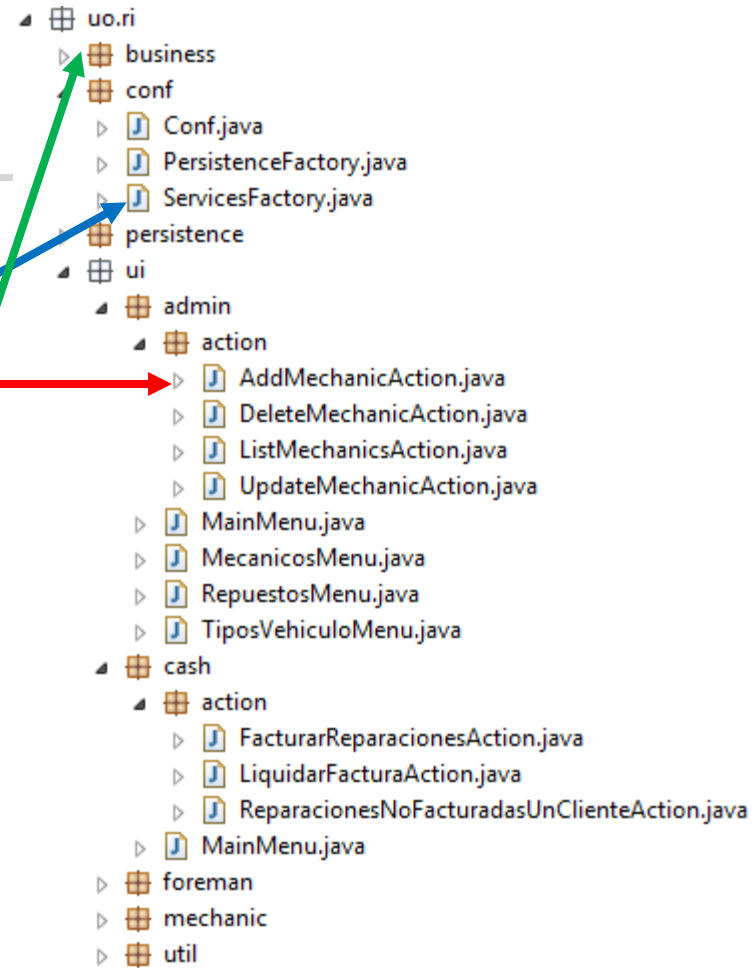 uo.ri
business
conf
Conf.java
PersistenceFactory.java
ServicesFactory.java
persistence
ui
admin
action
AddMechanicAction.java
DeleteMechanicAction.java
ListMechanicsAction.java
UpdateMechanicAction.java
MainMenu.java
MecanicosMenu.java
RepuestosMenu.java
TiposVehiculoMenu.java
cash
action
FacturarReparacionesAction.java
LiquidarFacturaAction.java
ReparacionesNoFacturadasUnClienteAction.java
MainMenu.java
foreman
mechanic
util